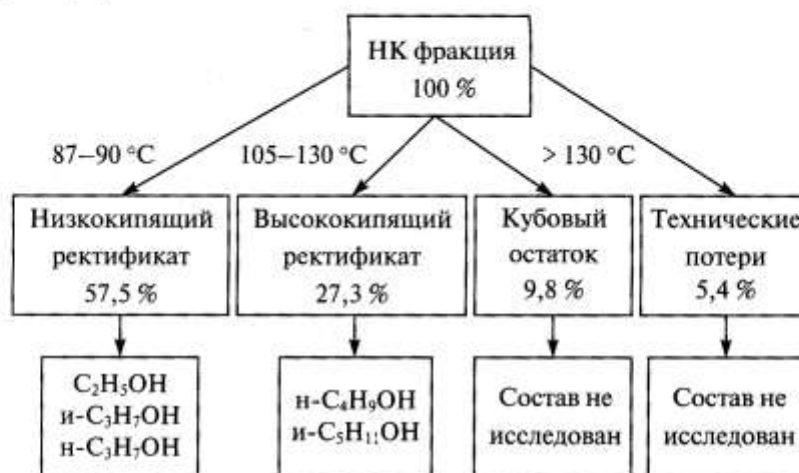 НК фракция
100 %
87–90 °C
105–130 °C
> 130 °C
Низкокипящий
ректификат
57,5 %
Высококипящий
ректификат
27,3 %
Кубовый
остаток
9,8 %
Технические
потери
5,4 %
C₂H₅OH
и-C₃H₇OH
н-C₃H₇OH
н-C₄H₉OH
и-C₅H₁₁OH
Состав не
исследован
Состав не
исследован